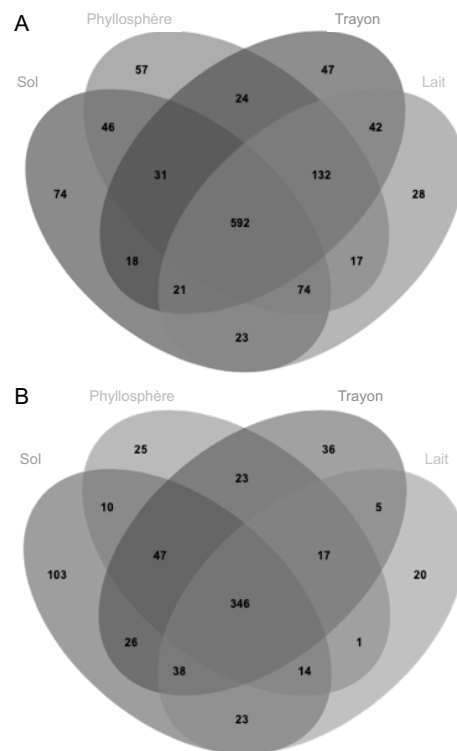 A
Phyllosphère Trayon
Sol Lait
57 47
46 24 42
74 31 132 28
592
18 21 74 17
23
B
Phyllosphère Trayon
Sol Lait
25 36
10 23 5
103 47 17 20
346
26 38 14 1
23